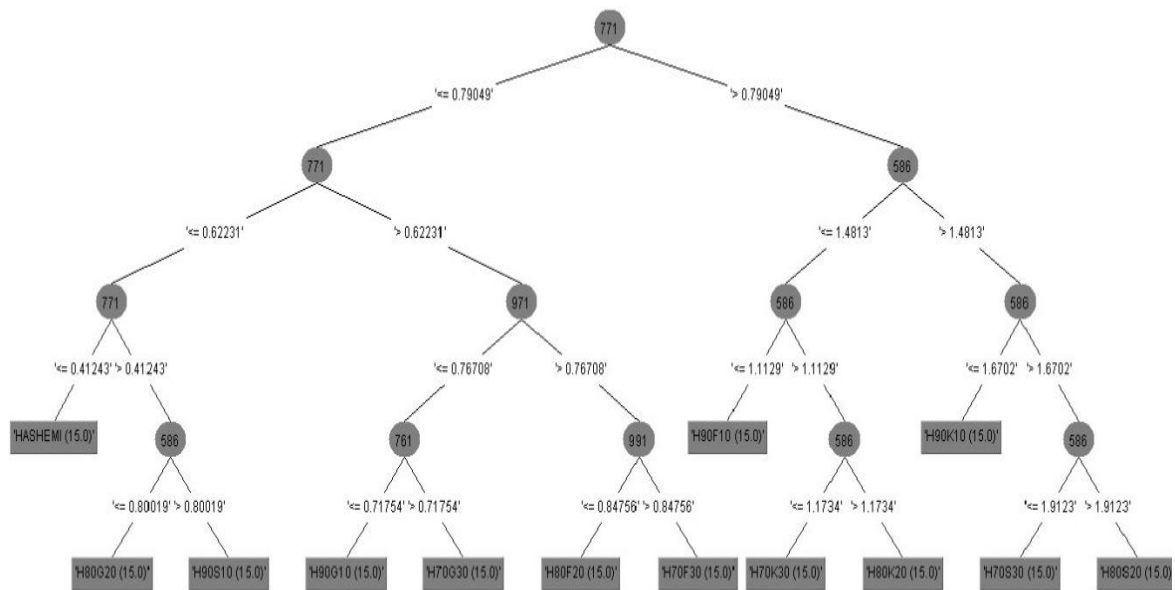 771
'<= 0.79049' '> 0.79049'
771 586
'<= 0.62231' '> 0.62231' '<= 1.4813' '> 1.4813'
771 971 586 586
'<= 0.41243' '> 0.41243' '<= 0.76708' '> 0.76708' '<= 1.1129' '> 1.1129' '<= 1.6702' '> 1.6702'
'HASHEMI (15.0)' 586 761 991 'H90F10 (15.0)' 586 'H90K10 (15.0)' 586
'<= 0.80019' '> 0.80019' '<= 0.71754' '> 0.71754' '<= 0.84756' '> 0.84756' '<= 1.1734' '> 1.1734' '<= 1.9123' '> 1.9123'
'H80G20 (15.0)" 'H90S10 (15.0)' 'H90G10 (15.0)' 'H70G30 (15.0)' 'H80F20 (15.0)' 'H70F30 (15.0)" 'H70K30 (15.0)' 'H80K20 (15.0)' 'H70S30 (15.0)' 'H80S20 (15.0)